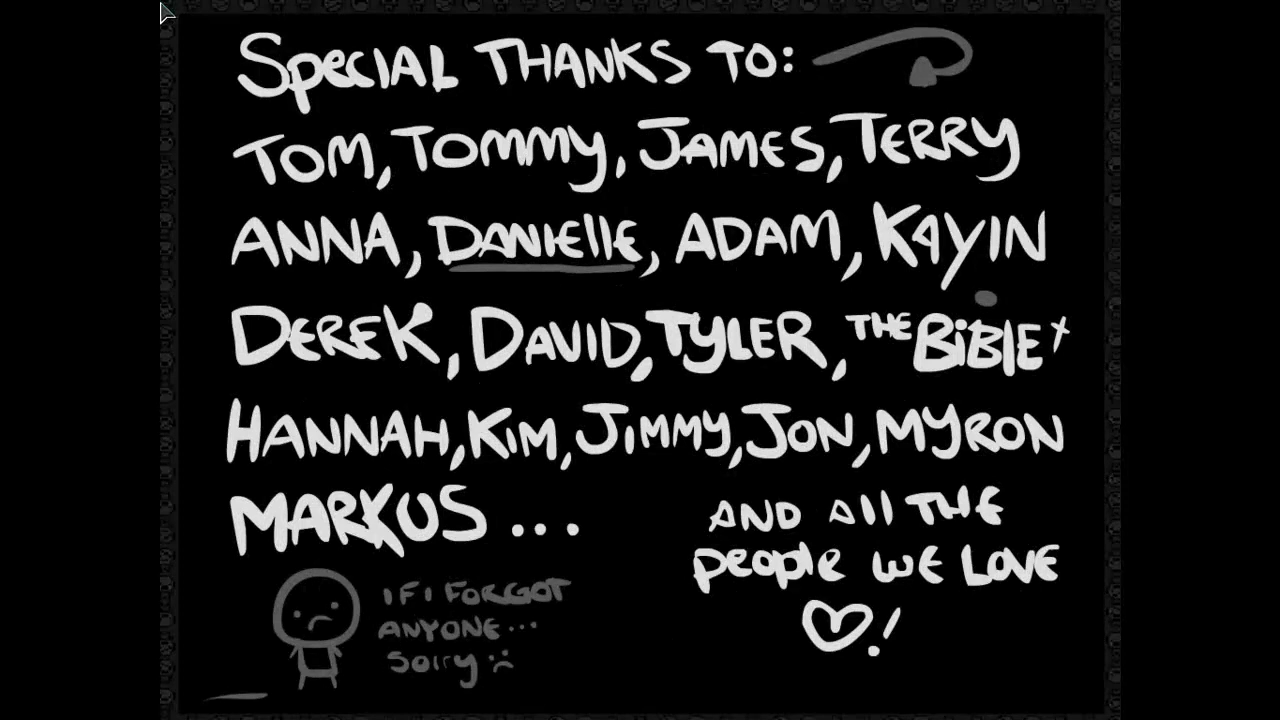 Special THANKS TO:
TOM, TOMMY, JAMES, TERRY
ANNA, DANIElle, ADAM, KAYIN
DEREK, DAVID, TYLER, THE BiBLE
HANNAH, KiM, JiMMY, JON, MYRON
MARKUS...
AND All THE
people WE LOVE
♡!
IF I FORGOT
ANYONE...
Sorry :(